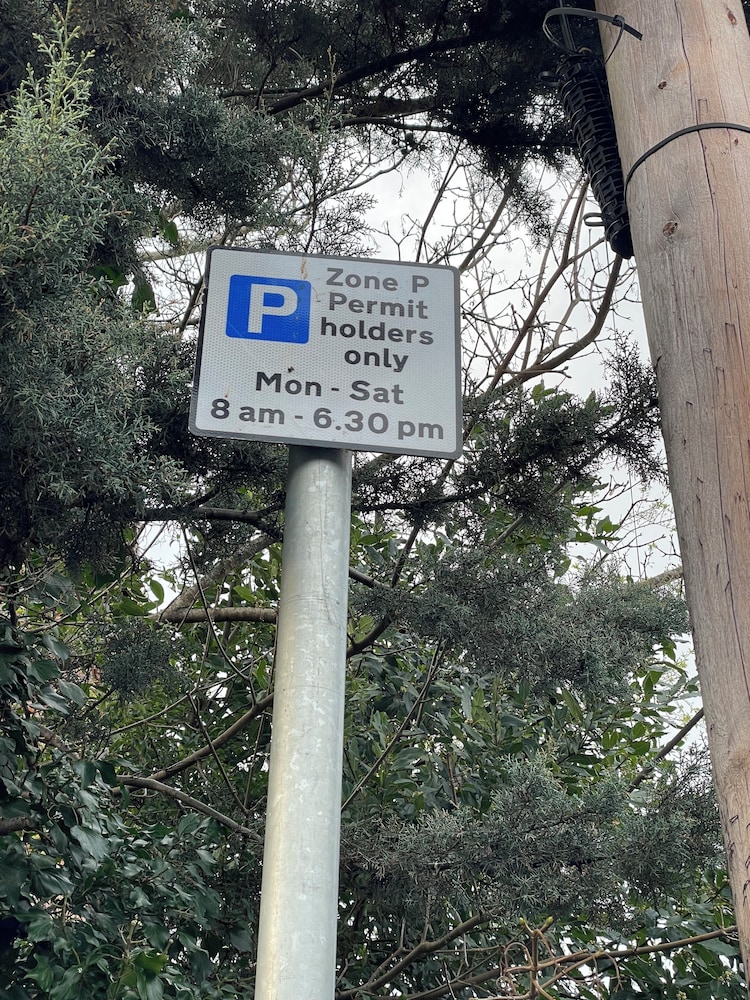 P
Zone P
Permit
holders
only
Mon - Sat
8 am - 6.30 pm